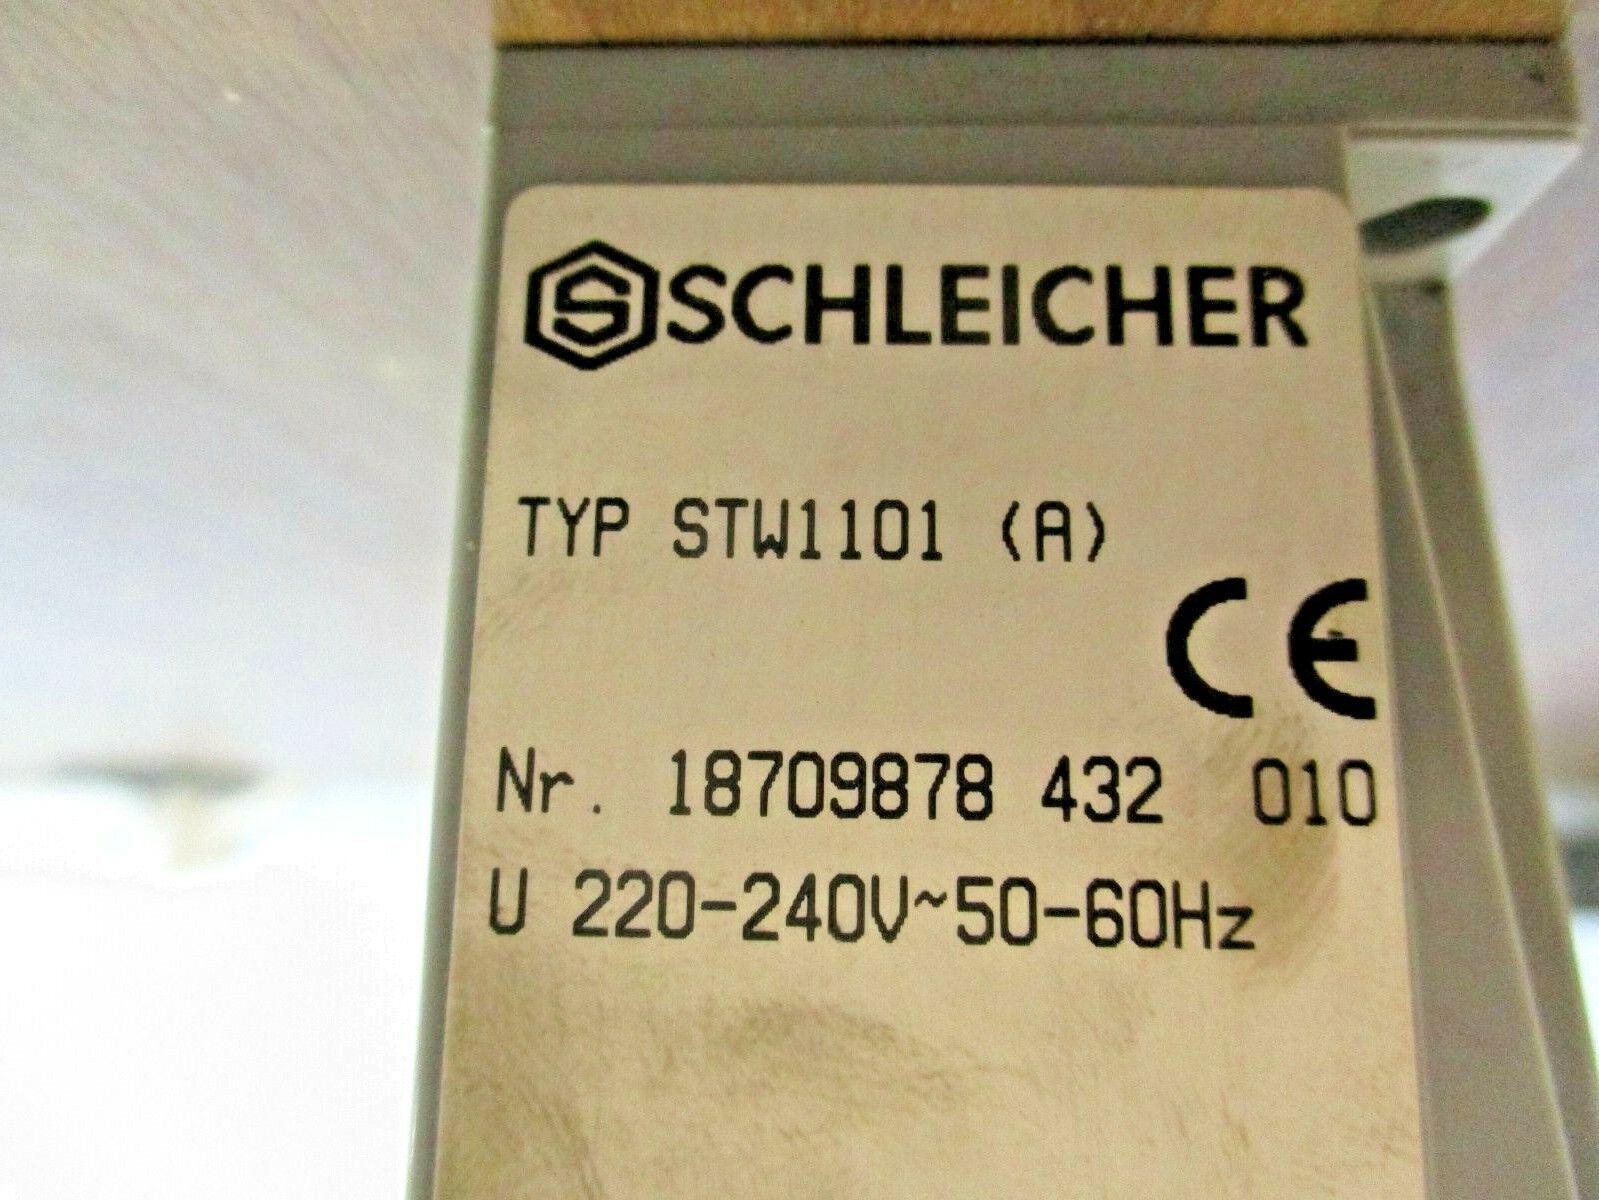 S SCHLEICHER
TYP STW1101 (A)
CE
Nr. 18709878 432 010
U 220-240V~50-60Hz